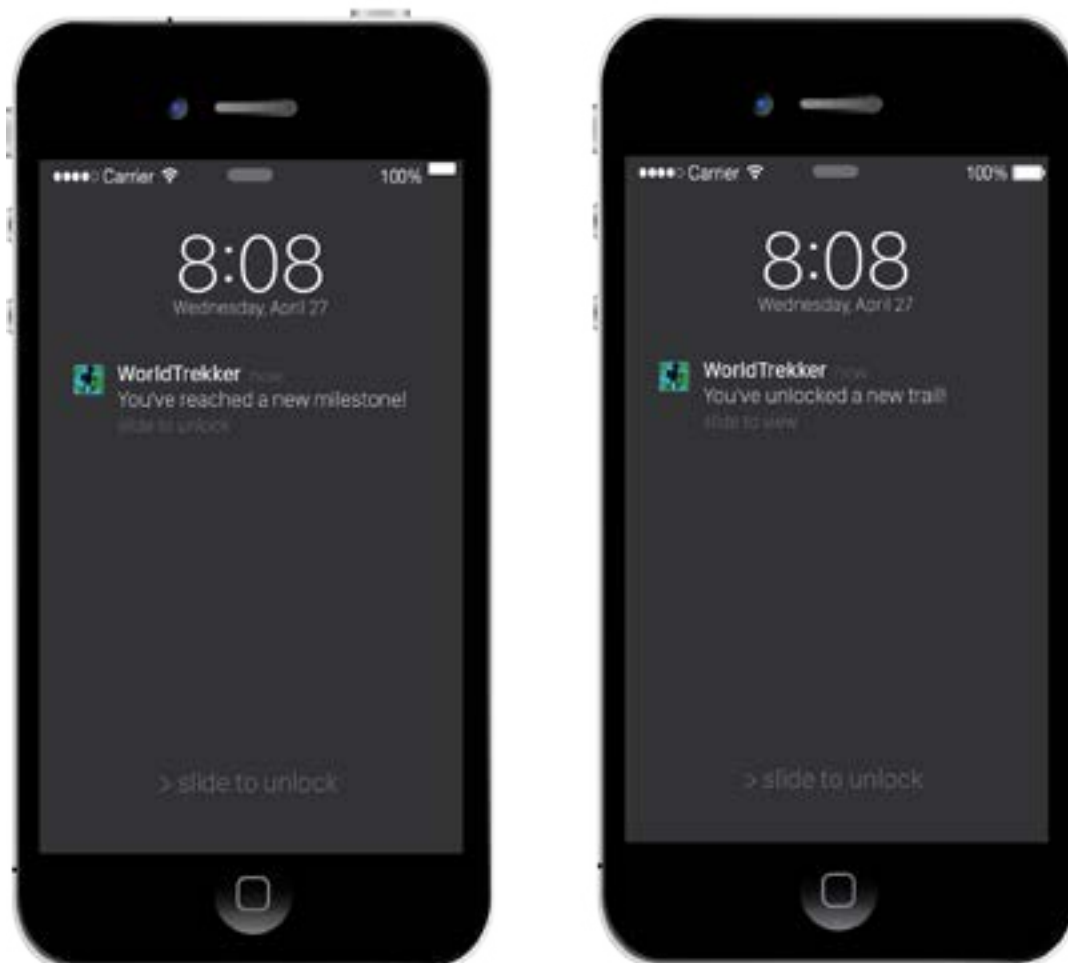 Carrier 100%
8:08
Wednesday, April 27
WorldTrekker now
You've reached a new milestone!
slide to unlock
> slide to unlock
Carrier 100%
8:08
Wednesday, April 27
WorldTrekker now
You've unlocked a new trail!
slide to view
> slide to unlock